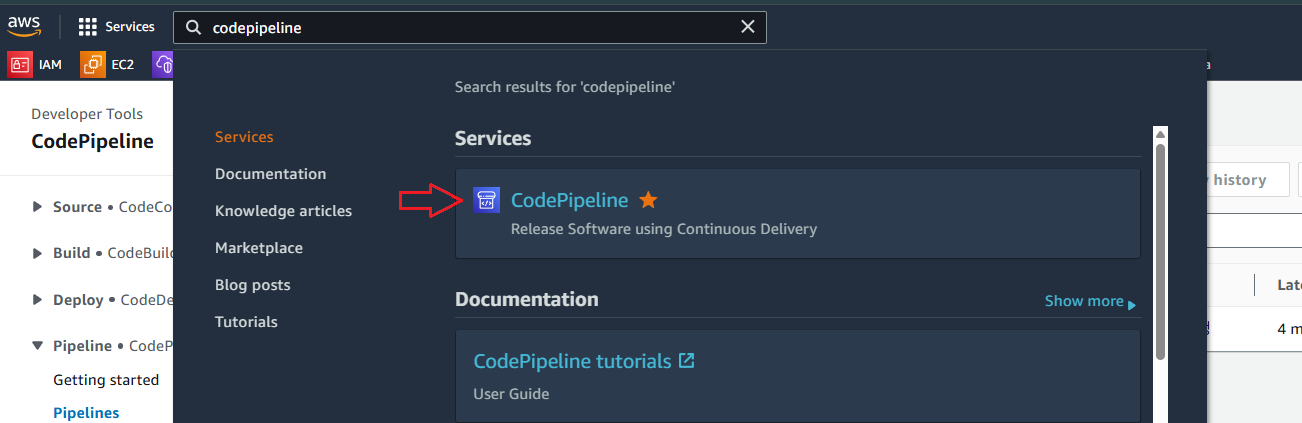 aws
Services
codepipeline
IAM
EC2
Developer Tools
CodePipeline
Source • CodeCo
Build • CodeBuild
Deploy • CodeDe
Pipeline • CodeP
Getting started
Pipelines
Search results for 'codepipeline'
Services
Documentation
Knowledge articles
Marketplace
Blog posts
Tutorials
Services
CodePipeline
Release Software using Continuous Delivery
Documentation
Show more
CodePipeline tutorials
User Guide
history
Late
4 m